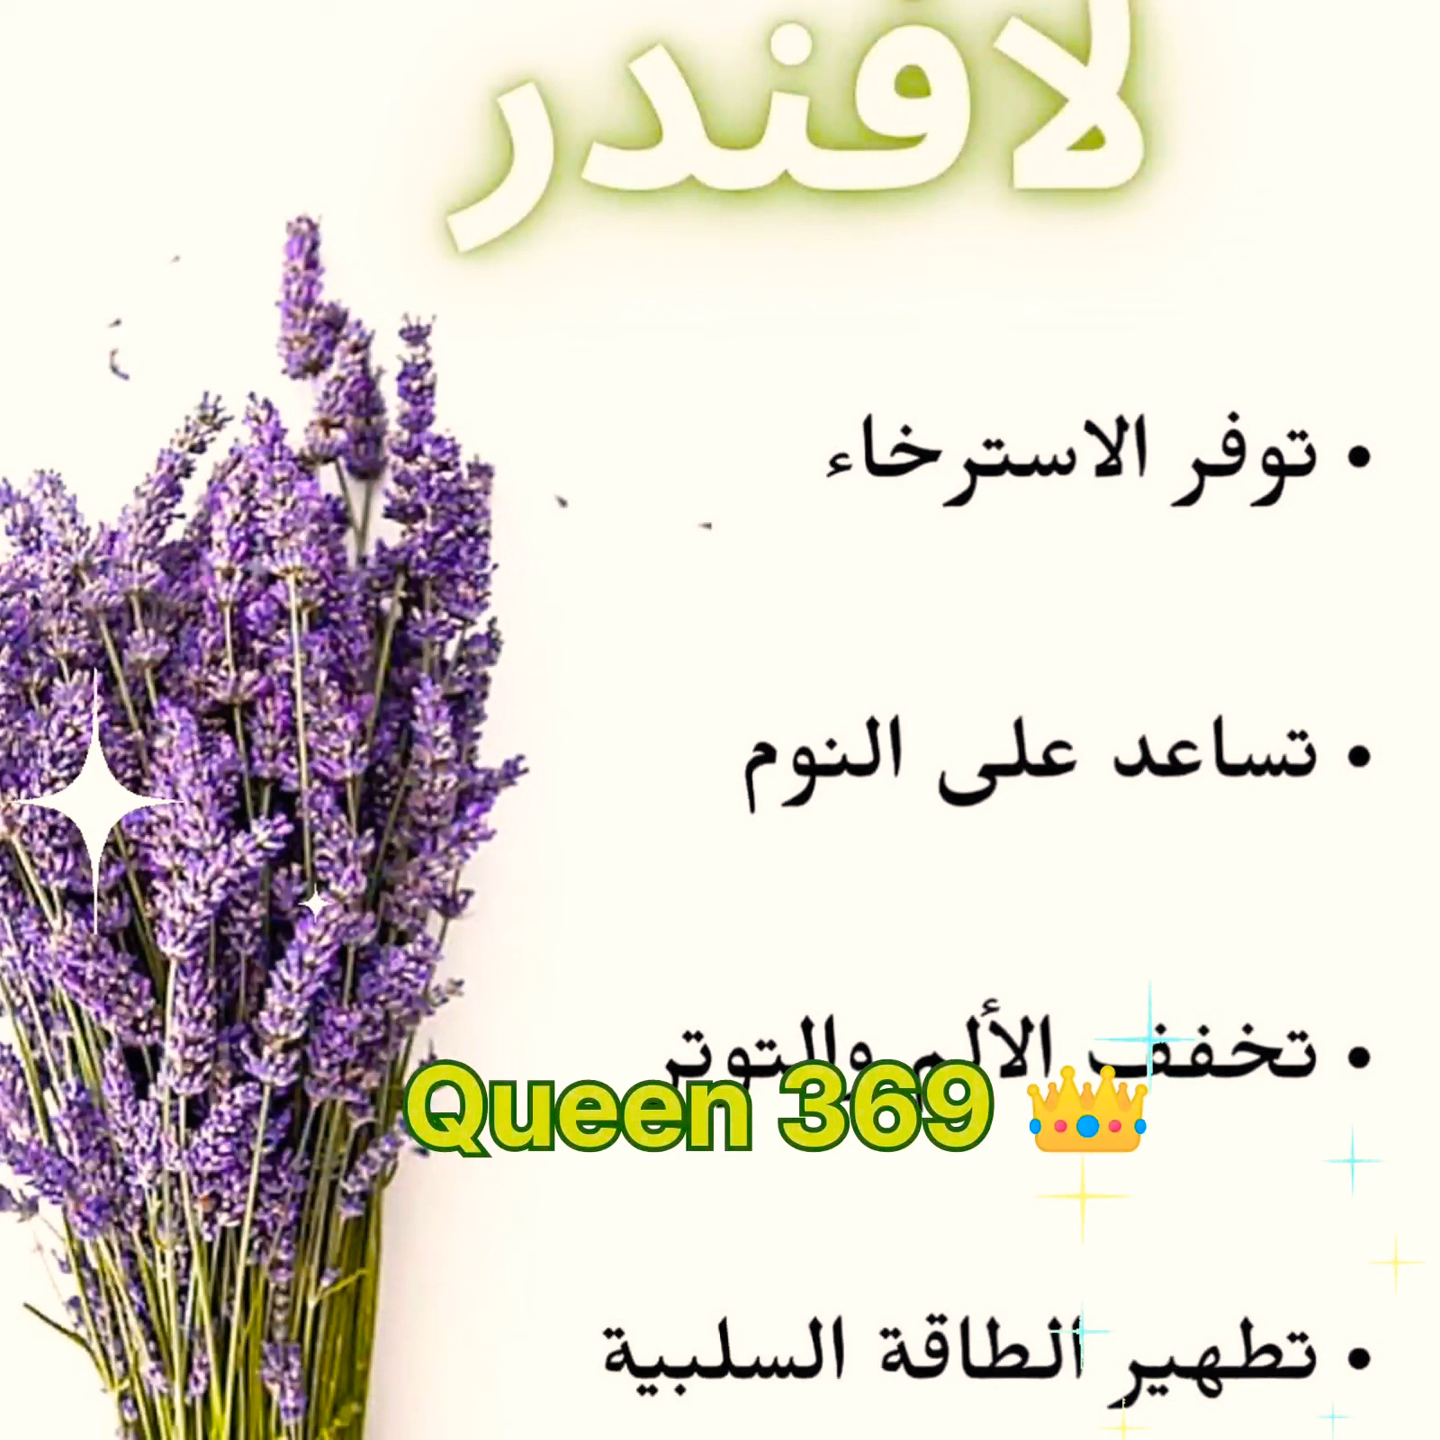 لافندر
• توفر الاسترخاء
• تساعد على النوم
• تخفف الألم والتوتر
Queen 369 👑
• تطهير الطاقة السلبية